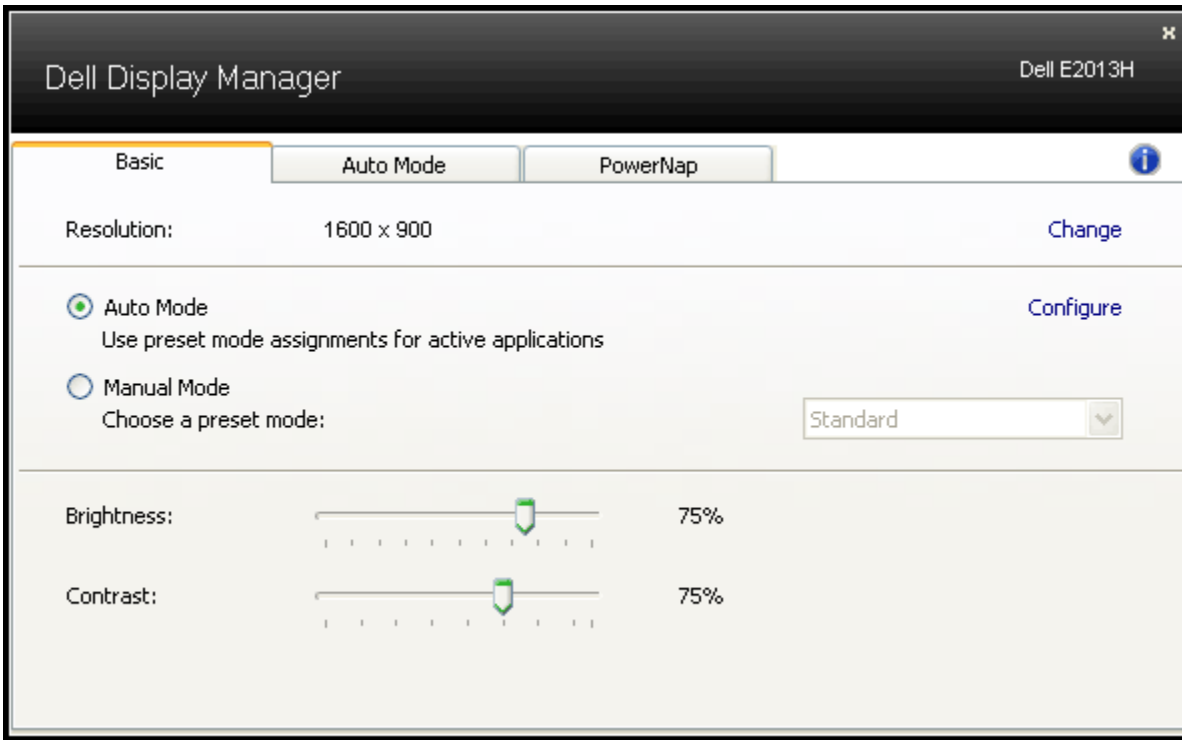 Dell Display Manager
Dell E2013H
Basic
Auto Mode
PowerNap
Resolution: 1600 x 900 Change
Auto Mode Configure
Use preset mode assignments for active applications
Manual Mode
Choose a preset mode: Standard
Brightness: 75%
Contrast: 75%